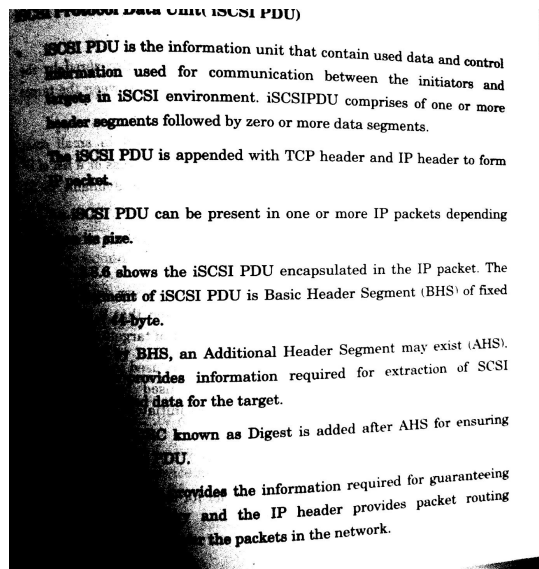 iSCSI Protocol Data Unit( iSCSI PDU)
iSCSI PDU is the information unit that contain used data and control
information used for communication between the initiators and
targets in iSCSI environment. iSCSIPDU comprises of one or more
header segments followed by zero or more data segments.
The iSCSI PDU is appended with TCP header and IP header to form
IP packet.
iSCSI PDU can be present in one or more IP packets depending
its size.
shows the iSCSI PDU encapsulated in the IP packet. The
of iSCSI PDU is Basic Header Segment (BHS) of fixed
byte.
BHS, an Additional Header Segment may exist (AHS).
provides information required for extraction of SCSI
data for the target.
known as Digest is added after AHS for ensuring
PDU.
provides the information required for guaranteeing
and the IP header provides packet routing
the packets in the network.